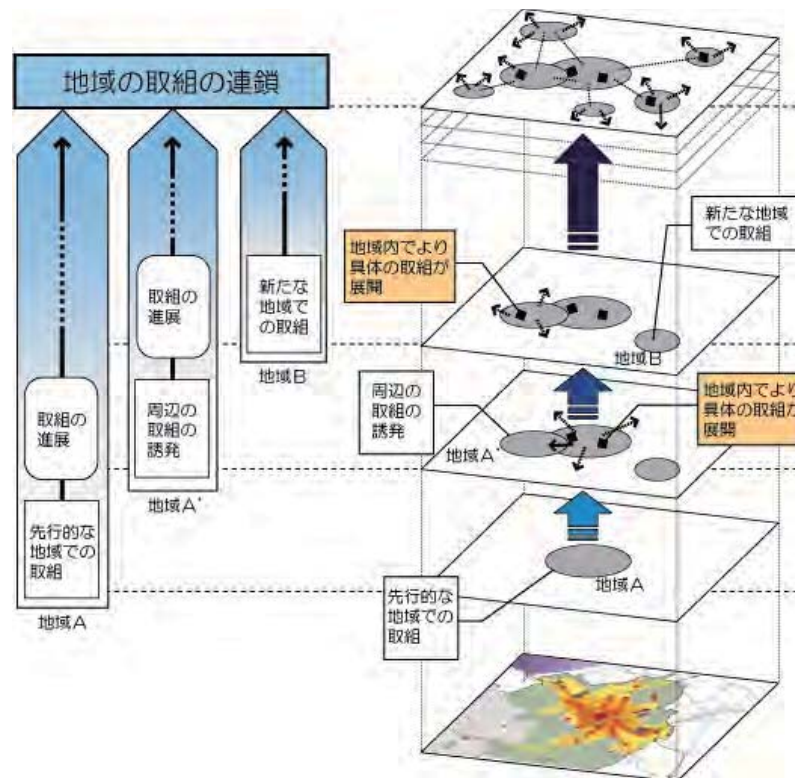 地域の取組の連鎖
取組の
進展
先行的な
地域での
取組
地域A
取組の
進展
周辺の
取組の
誘発
地域A'
新たな
地域で
の取組
地域B
新たな地域
での取組
地域内でより
具体の取組が
展開
地域B
周辺の
取組の
誘発
地域内でより
具体の取組が
展開
地域A'
地域A
先行的な
地域での
取組